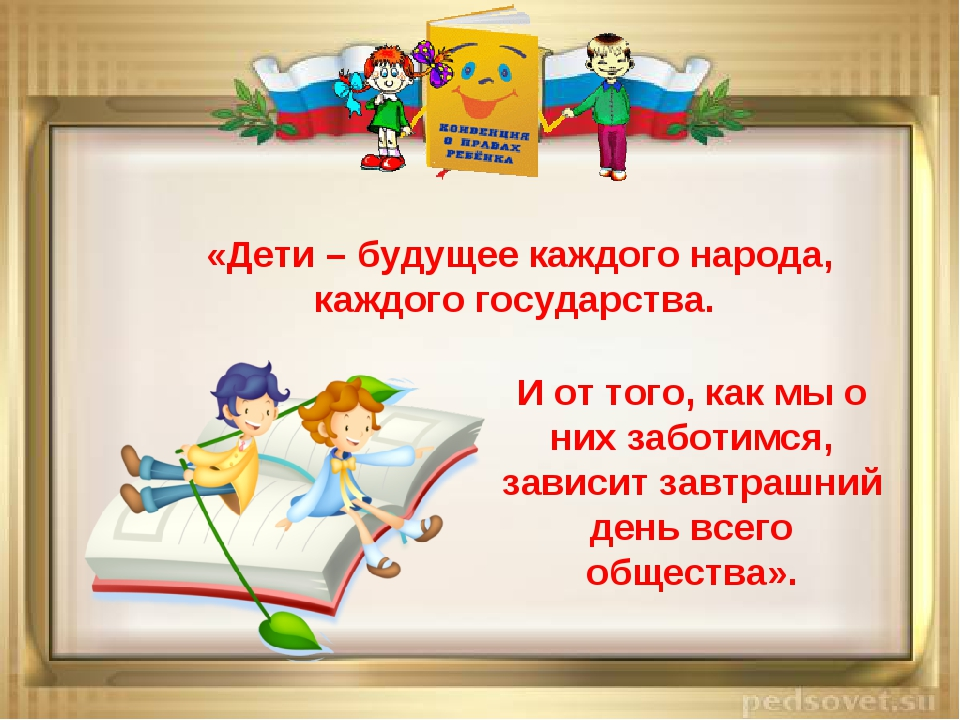 КОНВЕНЦИЯ
О ПРАВАХ
РЕБЁНКА
«Дети – будущее каждого народа,
каждого государства.
И от того, как мы о
них заботимся,
зависит завтрашний
день всего
общества».
pedsovet.su